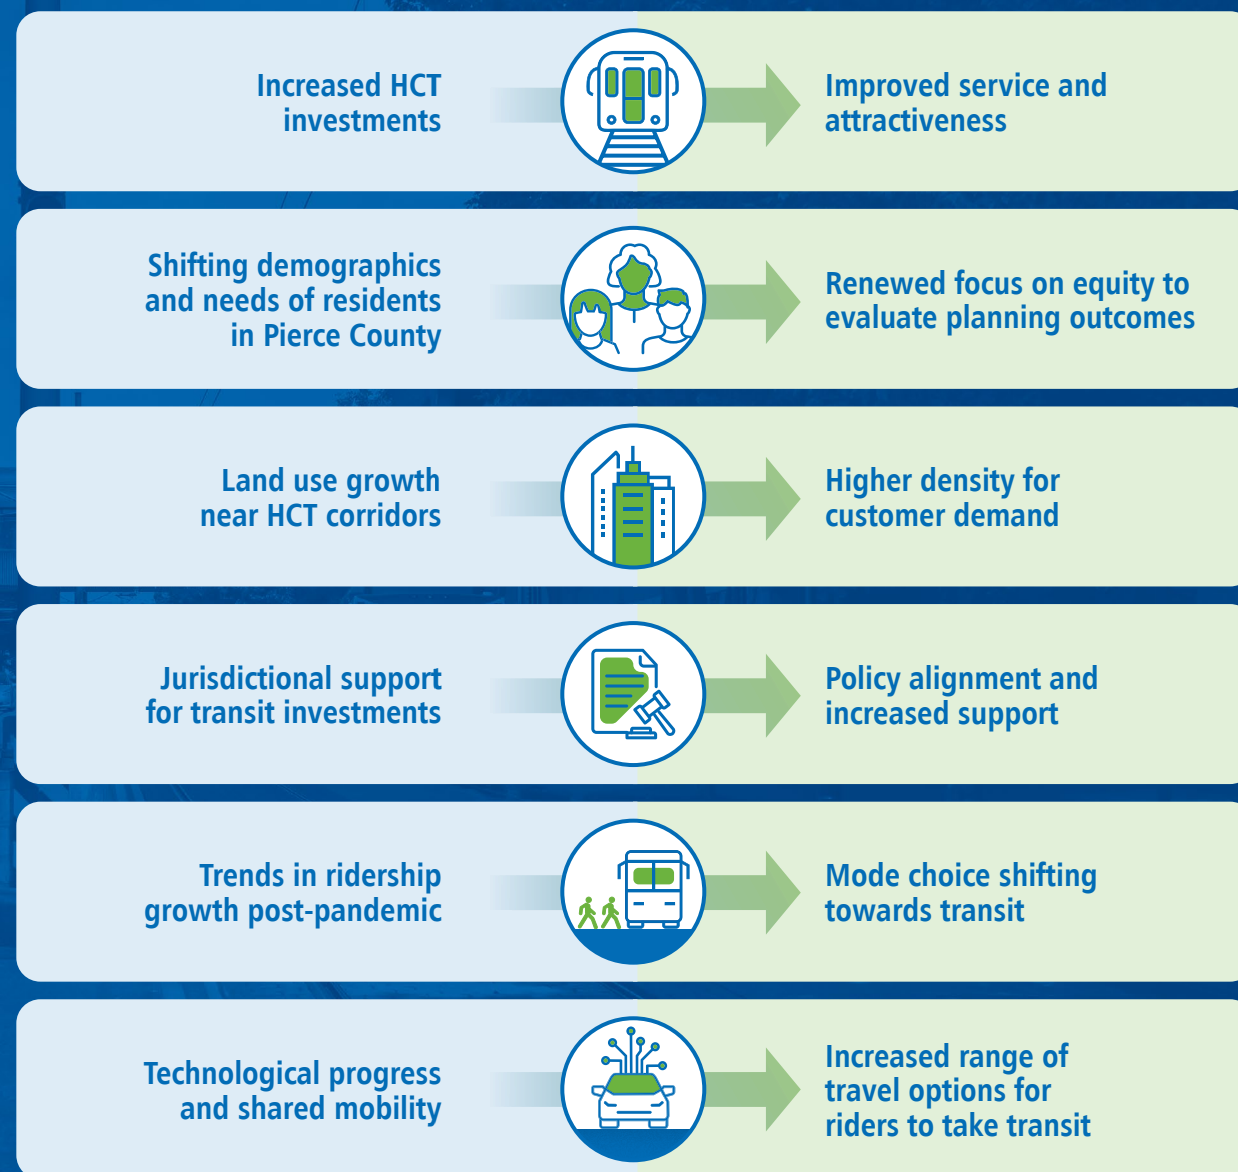 Increased HCT
investments
Improved service and
attractiveness
Shifting demographics
and needs of residents
in Pierce County
Renewed focus on equity to
evaluate planning outcomes
Land use growth
near HCT corridors
Higher density for
customer demand
Jurisdictional support
for transit investments
Policy alignment and
increased support
Trends in ridership
growth post-pandemic
Mode choice shifting
towards transit
Technological progress
and shared mobility
Increased range of
travel options for
riders to take transit